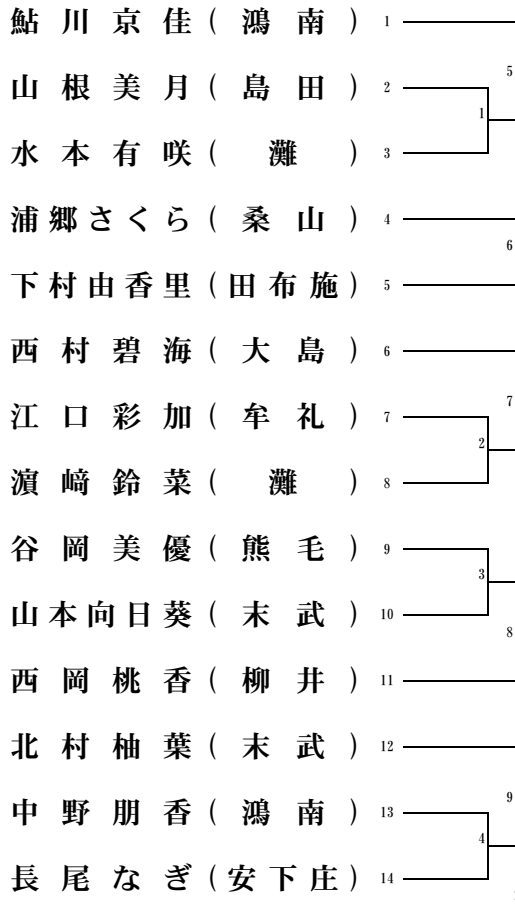 鮎川京佳(鴻南) 1
5
山根美月(島田) 2
1
水本有咲(灘) 3
浦郷さくら(桑山) 4
6
下村由香里(田布施) 5
西村碧海(大島) 6
7
江口彩加(牟礼) 7
2
濵﨑鈴菜(灘) 8
谷岡美優(熊毛) 9
3
山本向日葵(末武) 10
8
西岡桃香(柳井) 11
北村柚葉(末武) 12
9
中野朋香(鴻南) 13
4
長尾なぎ(安下庄) 14